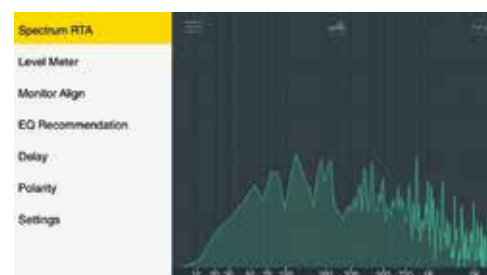 Spectrum RTA
Level Meter
Monitor Align
EQ Recommendation
Delay
Polarity
Settings